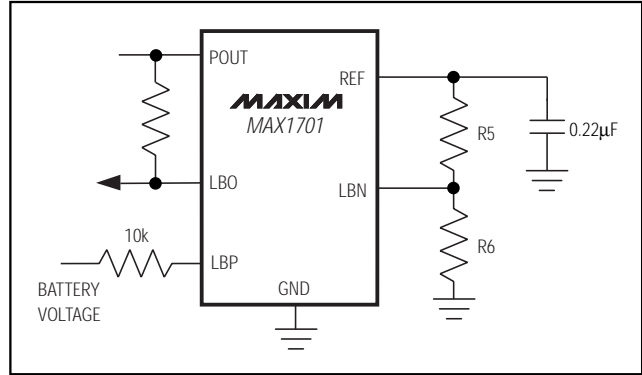 POUT
REF
MAXIM
MAX1701
R5
0.22µF
LBO
LBN
10k
R6
LBP
BATTERY
VOLTAGE
GND